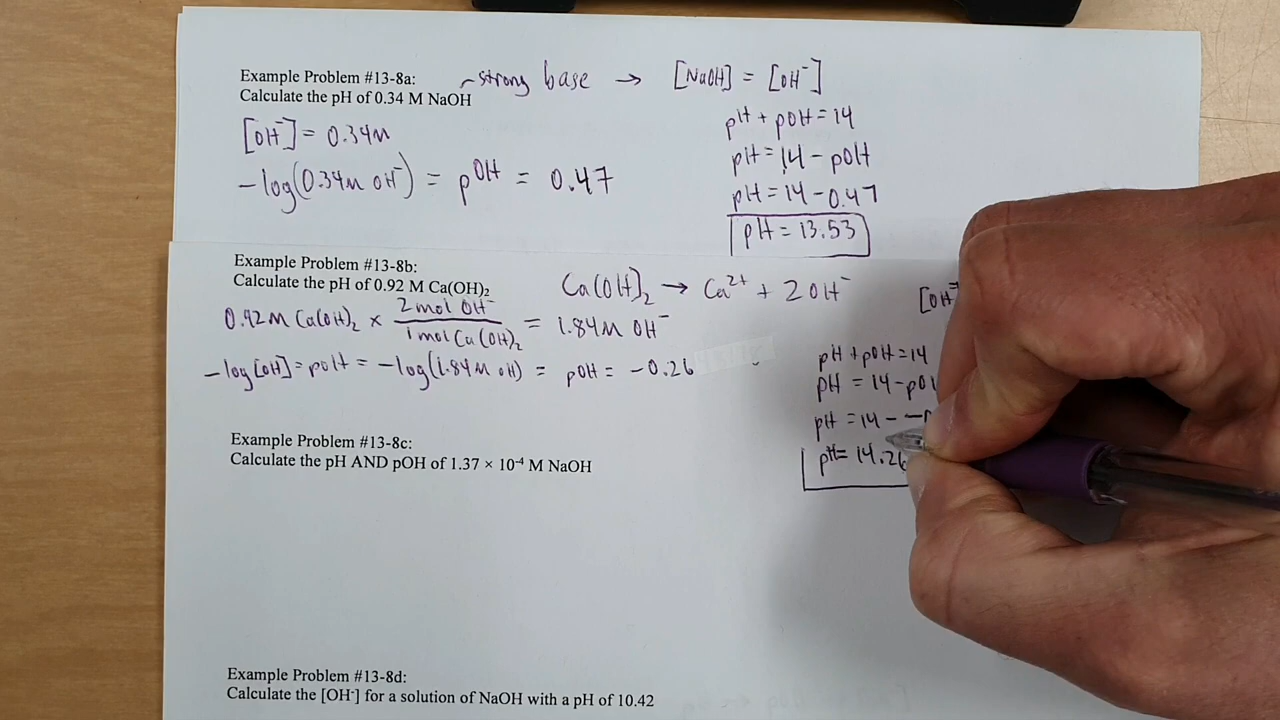 Example Problem #13-8a:
Calculate the pH of 0.34 M NaOH
-strong base → [NaOH] = [OH⁻]
[OH⁻] = 0.34M
-log(0.34M OH⁻) = pOH = 0.47
pH + pOH = 14
pH = 14 - pOH
pH = 14 - 0.47
pH = 13.53
Example Problem #13-8b:
Calculate the pH of 0.92 M Ca(OH)₂
Ca(OH)₂ → Ca²⁺ + 2OH⁻
[OH⁻
0.92M Ca(OH)₂ × 2 mol OH⁻ / 1 mol Ca(OH)₂ = 1.84M OH⁻
-log[OH] = pOH = -log(1.84M OH) = pOH = -0.26
pH + pOH = 14
pH = 14 - pO
pH = 14 - -
pH = 14.26
Example Problem #13-8c:
Calculate the pH AND pOH of 1.37 × 10⁻⁴ M NaOH
Example Problem #13-8d:
Calculate the [OH⁻] for a solution of NaOH with a pH of 10.42